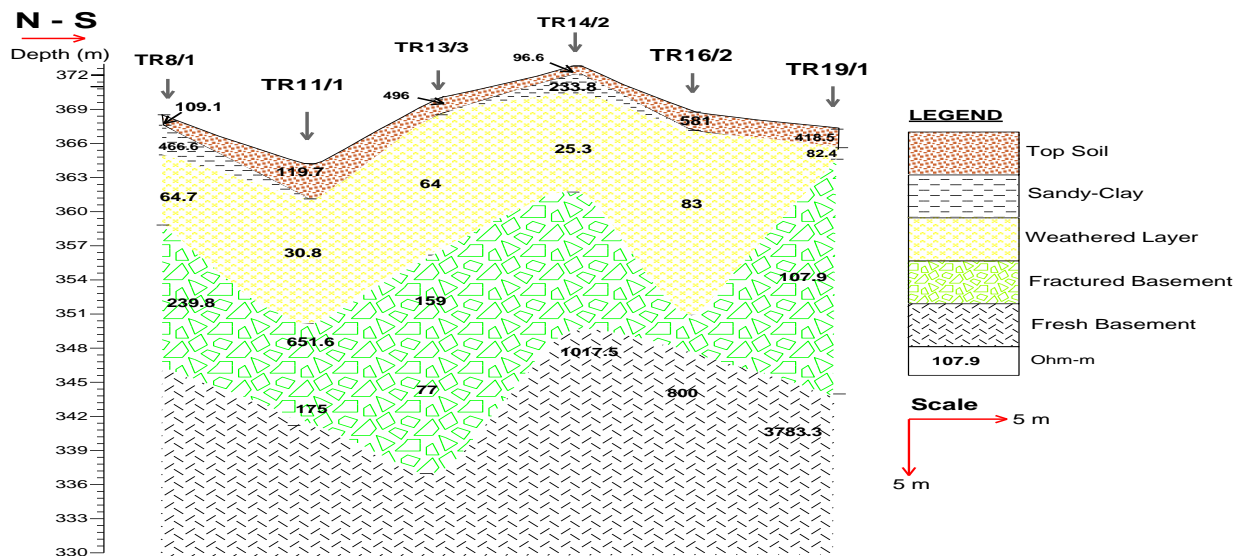 N - S
Depth (m)
TR8/1
TR11/1
TR13/3
TR14/2
TR16/2
TR19/1
372
369
366
363
360
357
354
351
348
345
342
339
336
333
330
109.1
466.6
64.7
239.8
119.7
30.8
651.6
175
496
64
159
77
96.6
233.8
25.3
1017.5
581
83
800
418.5
82.4
107.9
3783.3
LEGEND
Top Soil
Sandy-Clay
Weathered Layer
Fractured Basement
Fresh Basement
107.9 Ohm-m
Scale
5 m
5 m